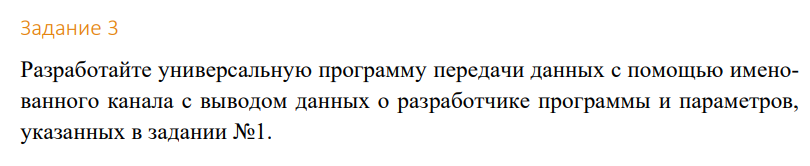 Задание 3
Разработайте универсальную программу передачи данных с помощью имено-
ванного канала с выводом данных о разработчике программы и параметров,
указанных в задании №1.